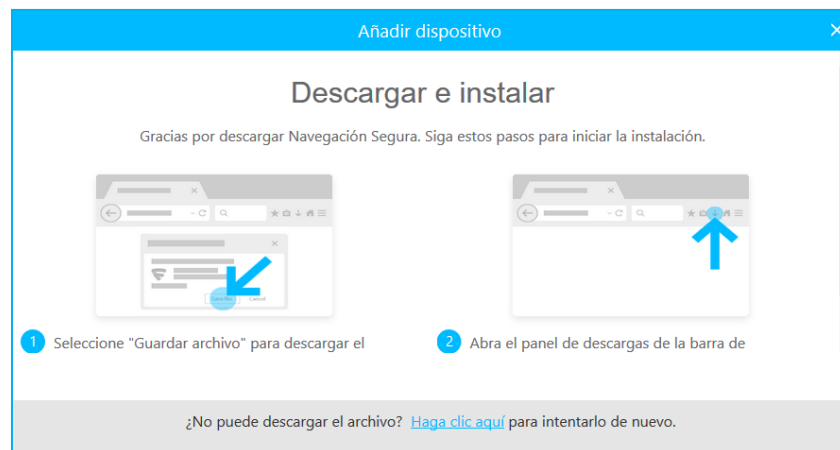 Añadir dispositivo
Descargar e instalar
Gracias por descargar Navegación Segura. Siga estos pasos para iniciar la instalación.
1 Seleccione "Guardar archivo" para descargar el
2 Abra el panel de descargas de la barra de
¿No puede descargar el archivo? Haga clic aquí para intentarlo de nuevo.